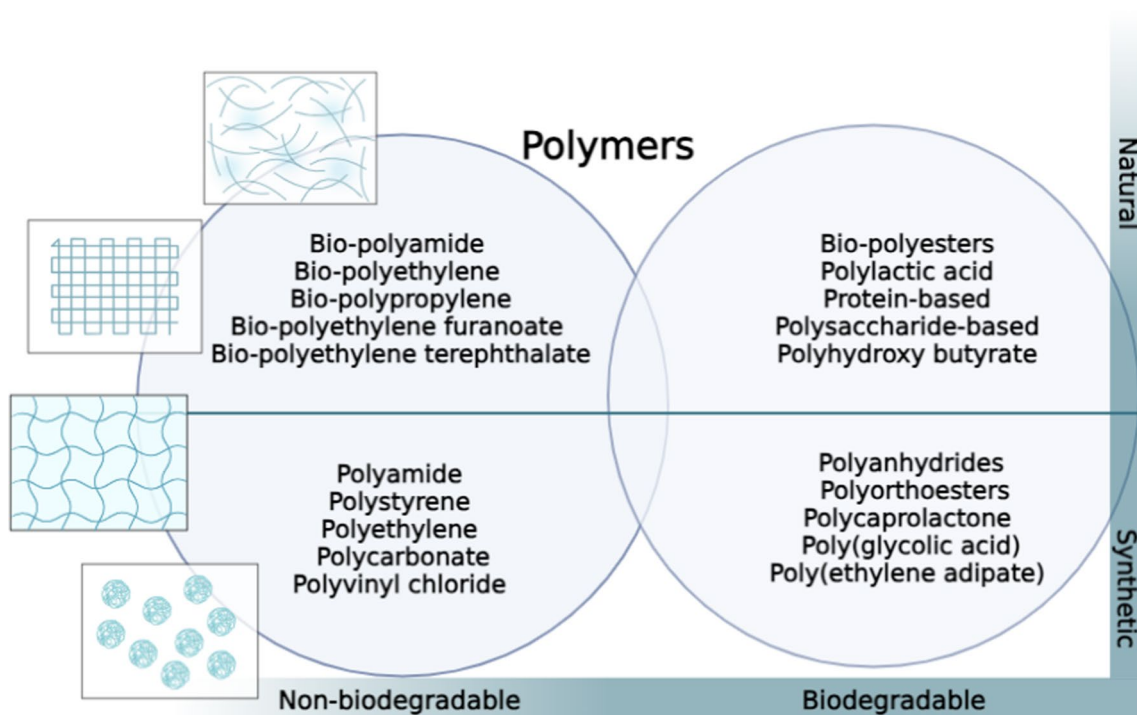 Polymers
Natural
Bio-polyamide
Bio-polyethylene
Bio-polypropylene
Bio-polyethylene furanoate
Bio-polyethylene terephthalate
Bio-polyesters
Polylactic acid
Protein-based
Polysaccharide-based
Polyhydroxy butyrate
Polyamide
Polystyrene
Polyethylene
Polycarbonate
Polyvinyl chloride
Polyanhydrides
Polyorthoesters
Polycaprolactone
Poly(glycolic acid)
Poly(ethylene adipate)
Synthetic
Non-biodegradable
Biodegradable